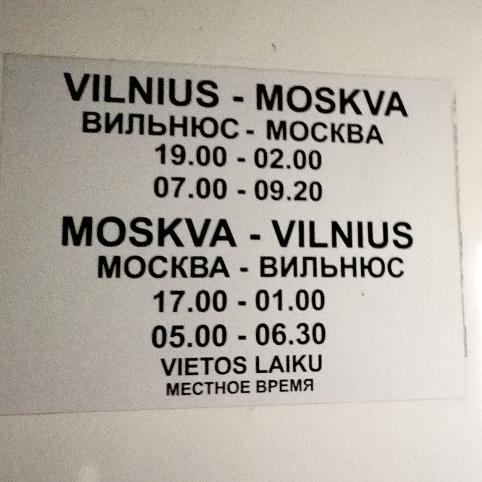 VILNIUS - MOSKVA
ВИЛЬНЮС - МОСКВА
19.00 - 02.00
07.00 - 09.20
MOSKVA - VILNIUS
МОСКВА - ВИЛЬНЮС
17.00 - 01.00
05.00 - 06.30
VIETOS LAIKU
МЕСТНОЕ ВРЕМЯ